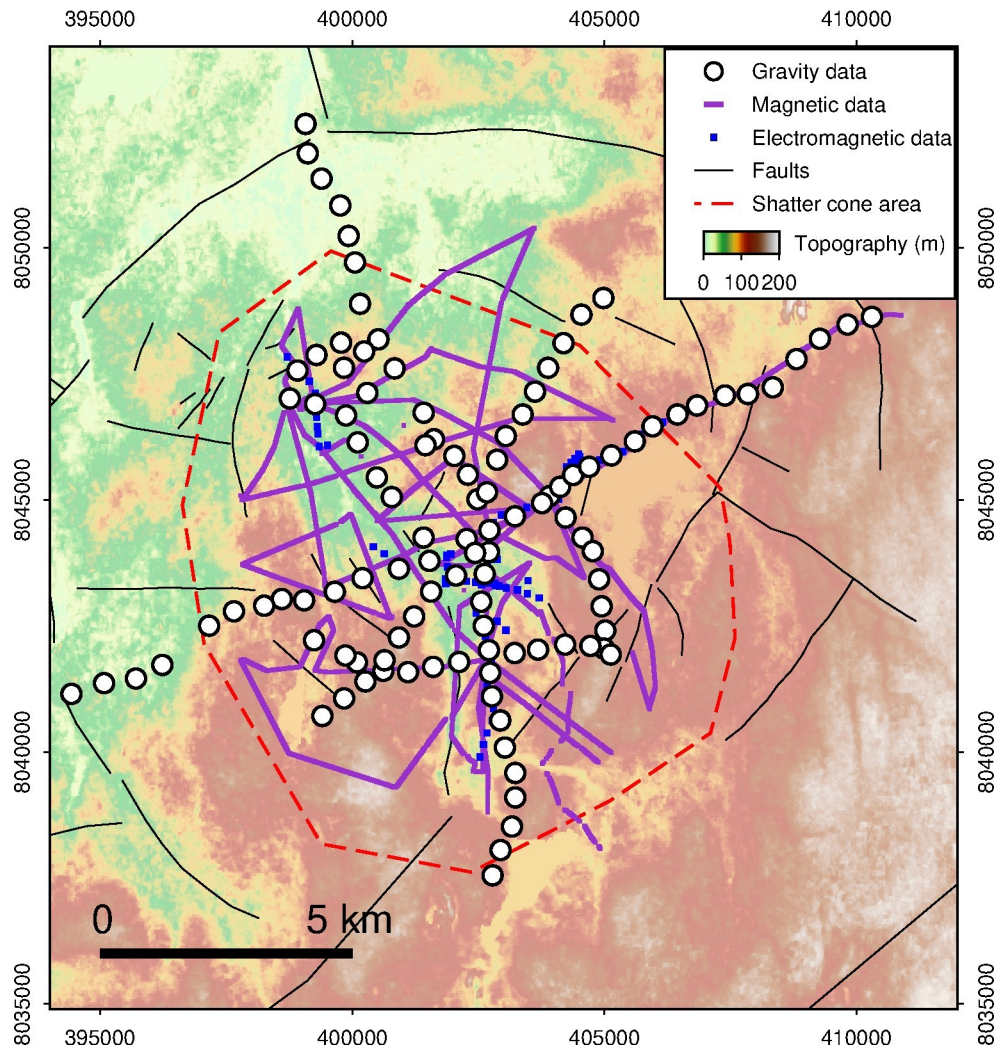 395000 400000 405000 410000
Gravity data
Magnetic data
Electromagnetic data
Faults
Shatter cone area
Topography (m)
0 100 200
8050000 8050000
8045000 8045000
8040000 8040000
0 5 km
8035000 8035000
395000 400000 405000 410000